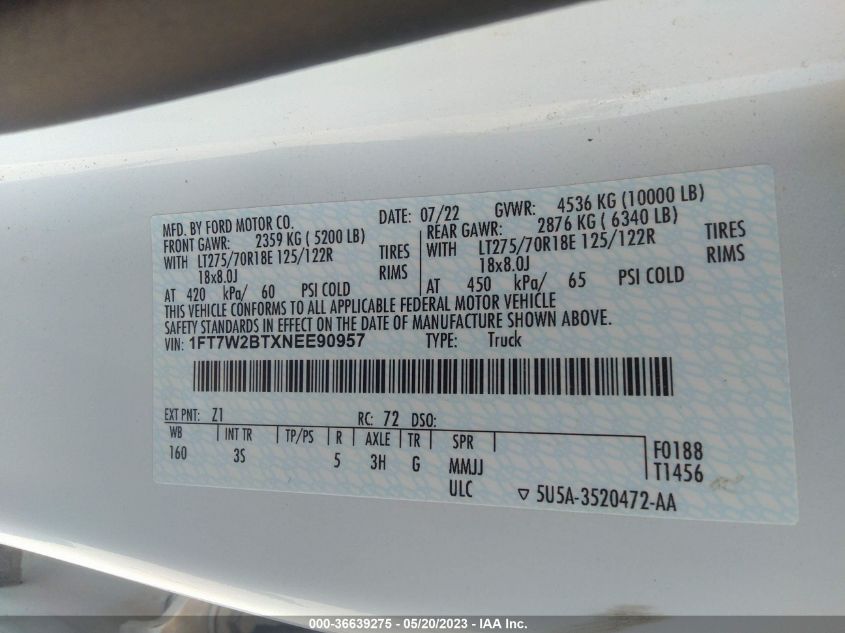 MFD. BY FORD MOTOR CO. DATE: 07/22 GVWR: 4536 KG (10000 LB)
FRONT GAWR: 2359 KG ( 5200 LB) REAR GAWR: 2876 KG ( 6340 LB)
WITH LT275/70R18E 125/122R TIRES WITH LT275/70R18E 125/122R TIRES
18x8.0J RIMS 18x8.0J RIMS
AT 420 kPa/ 60 PSI COLD AT 450 kPa/ 65 PSI COLD
THIS VEHICLE CONFORMS TO ALL APPLICABLE FEDERAL MOTOR VEHICLE
SAFETY STANDARDS IN EFFECT ON THE DATE OF MANUFACTURE SHOWN ABOVE.
VIN: 1FT7W2BTXNEE90957 TYPE: Truck
EXT PNT: Z1 RC: 72 DSO:
WB INT TR TP/PS R AXLE TR SPR F0188
160 3S 5 3H G MMJJ T1456
ULC ▽ 5U5A-3520472-AA
000-36639275 - 05/20/2023 - IAA Inc.